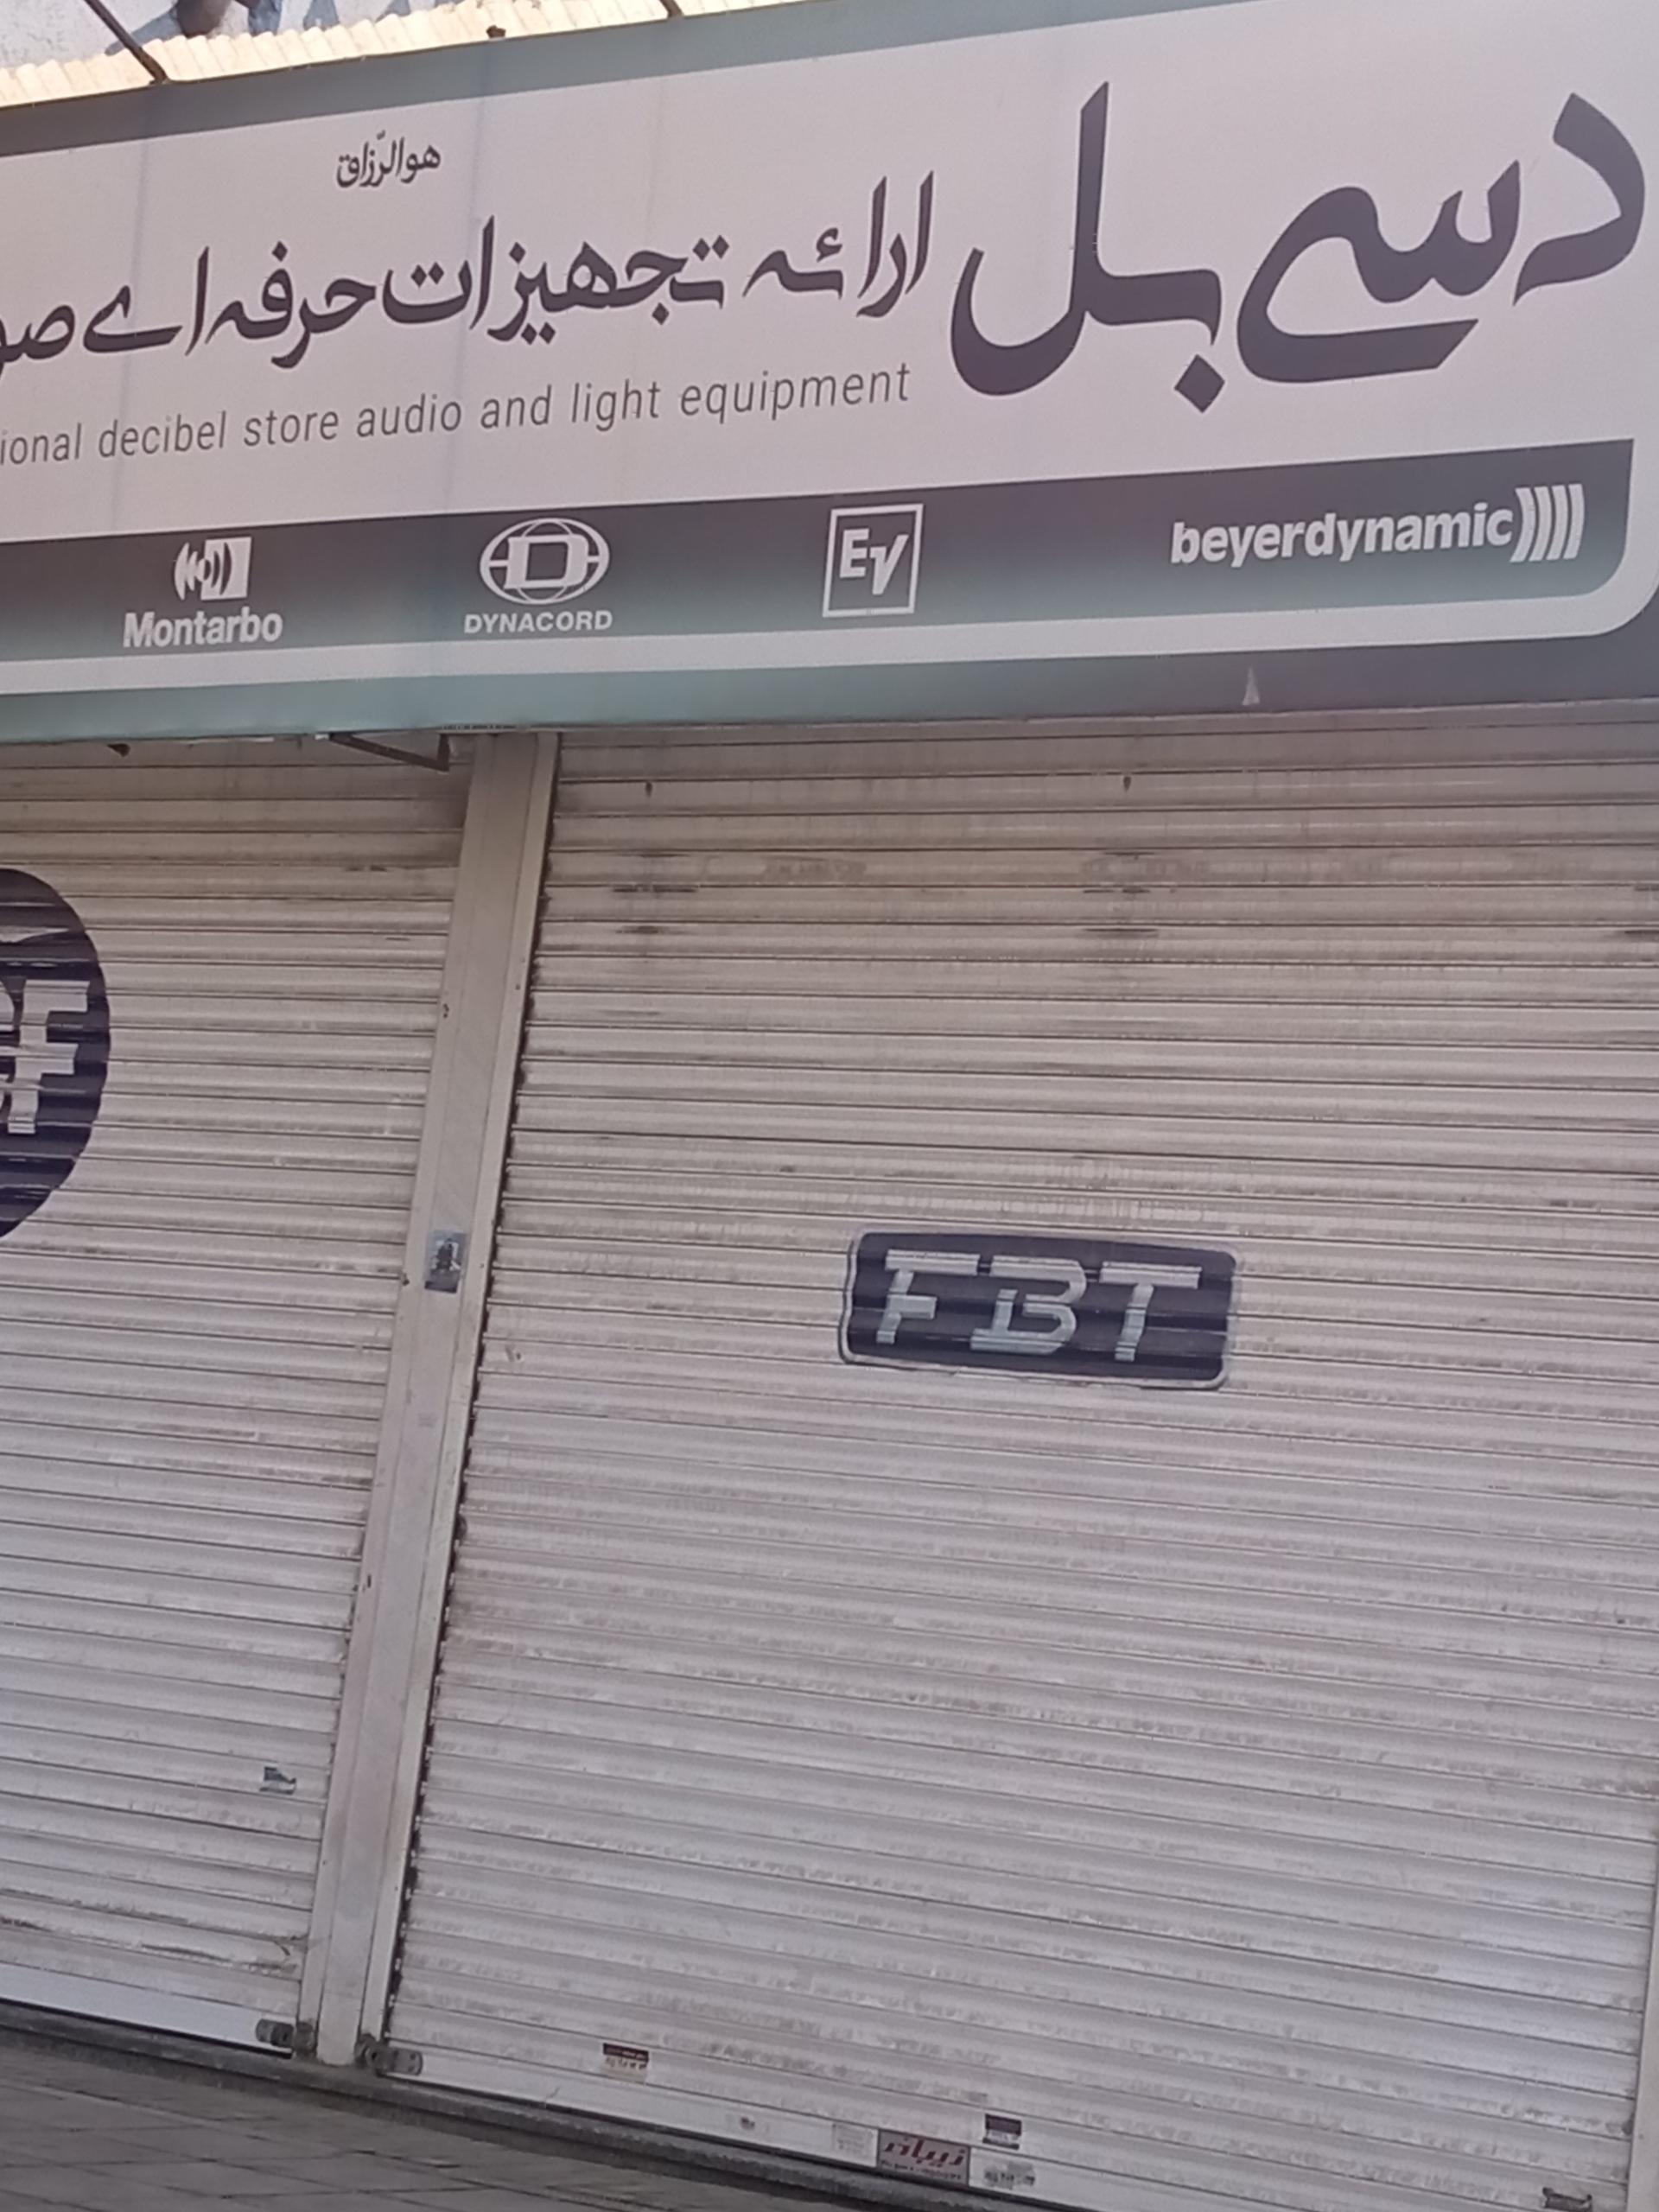 هوالرّزاق
دسی بل
ارائه تجهیزات حرفه ای
decibel store audio and light equipment
Montarbo
DYNACORD
EV
beyerdynamic
FBT